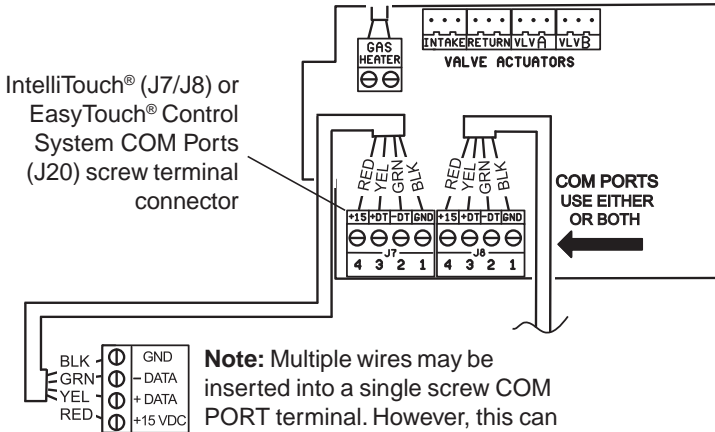 GAS
HEATER
INTAKE RETURN VLV A VLV B
VALVE ACTUATORS
IntelliTouch® (J7/J8) or
EasyTouch® Control
System COM Ports
(J20) screw terminal
connector
RED YEL GRN BLK
RED YEL GRN BLK
COM PORTS
USE EITHER
OR BOTH
+15 +DT -DT GND +15 +DT -DT GND
J7 J8
4 3 2 1 4 3 2 1
BLK GND
GRN – DATA
YEL + DATA
RED +15 VDC
Note: Multiple wires may be
inserted into a single screw COM
PORT terminal. However, this can